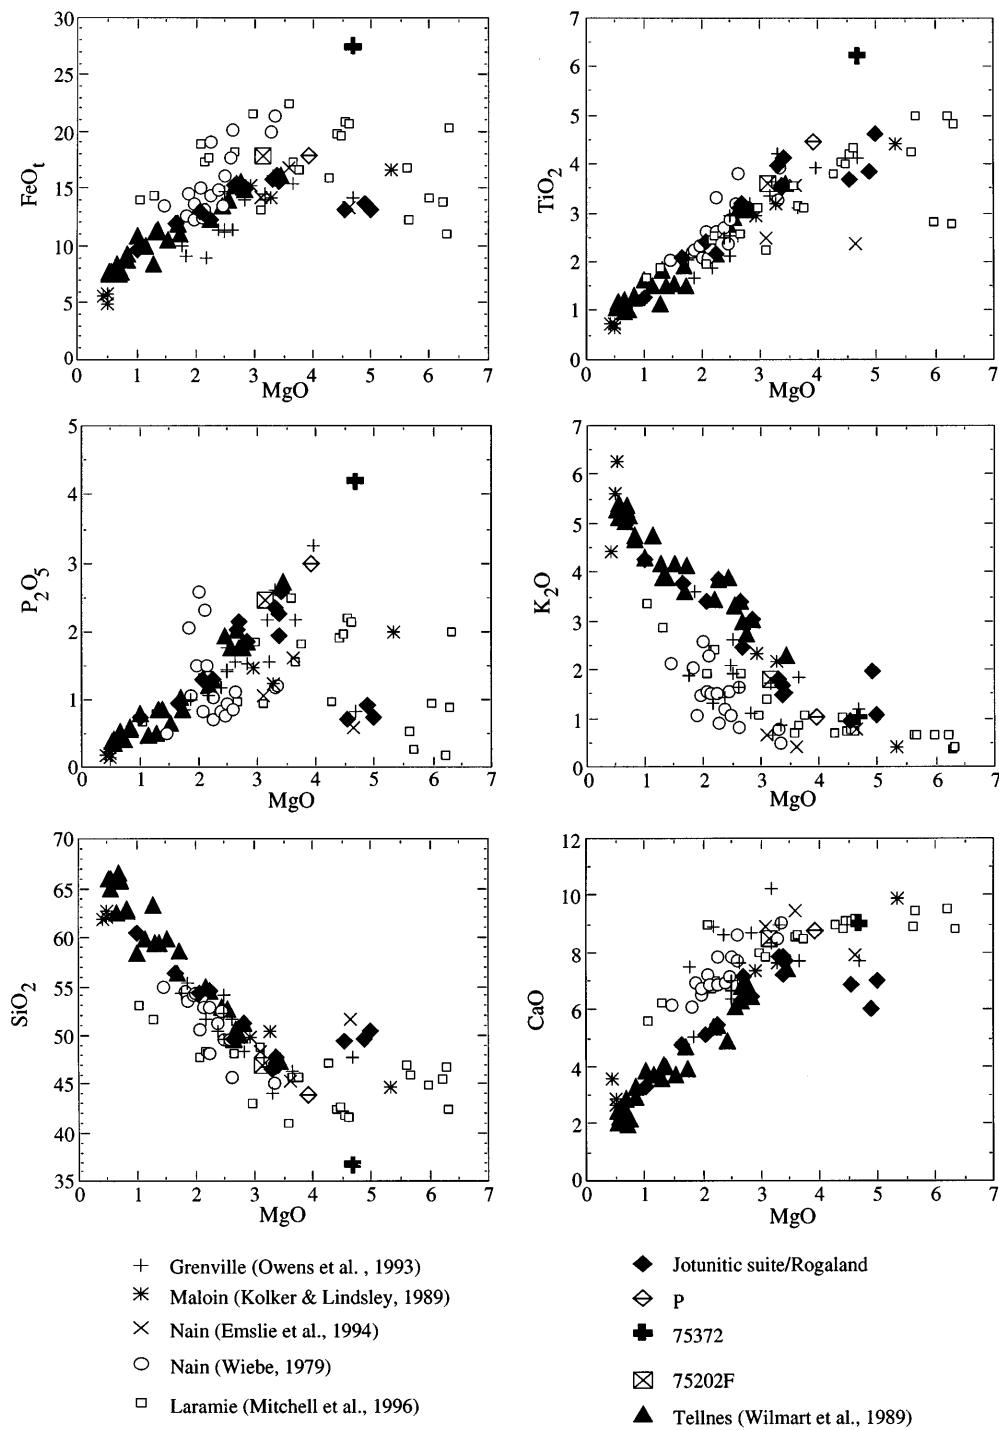 30
25
20
15
10
5
0
FeOt
0 1 2 3 4 5 6 7
MgO
7
6
5
4
3
2
1
0
TiO2
0 1 2 3 4 5 6 7
MgO
5
4
3
2
1
0
P2O5
0 1 2 3 4 5 6 7
MgO
7
6
5
4
3
2
1
0
K2O
0 1 2 3 4 5 6 7
MgO
70
65
60
55
50
45
40
35
SiO2
0 1 2 3 4 5 6 7
MgO
12
10
8
6
4
2
0
CaO
0 1 2 3 4 5 6 7
MgO
Grenville (Owens et al. , 1993)
Maloin (Kolker & Lindsley, 1989)
Nain (Emslie et al., 1994)
Nain (Wiebe, 1979)
Laramie (Mitchell et al., 1996)
Jotunitic suite/Rogaland
P
75372
75202F
Tellnes (Wilmart et al., 1989)